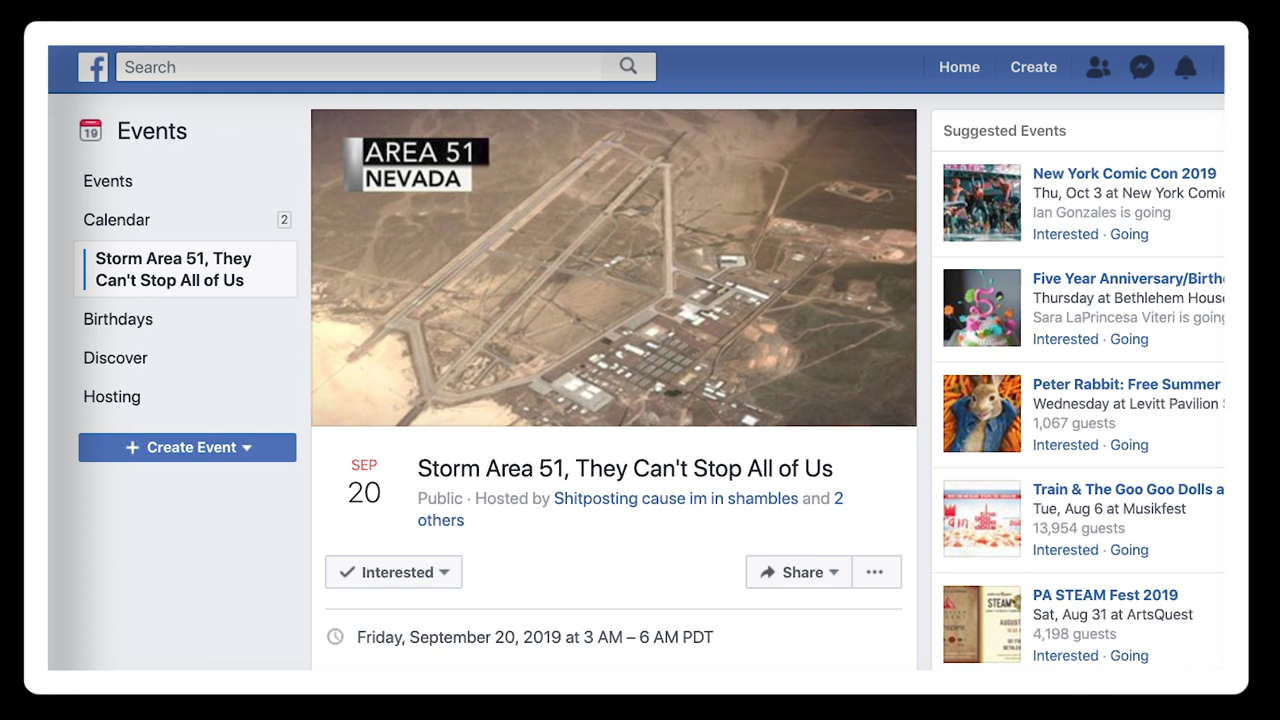 f
Search
Home
Create
19
Events
Events
Calendar
2
Storm Area 51, They
Can't Stop All of Us
Birthdays
Discover
Hosting
+ Create Event
AREA 51
NEVADA
SEP
20
Storm Area 51, They Can't Stop All of Us
Public · Hosted by Shitposting cause im in shambles and 2
others
Interested
Share
Friday, September 20, 2019 at 3 AM – 6 AM PDT
Suggested Events
New York Comic Con 2019
Thu, Oct 3 at New York Comic
Ian Gonzales is going
Interested · Going
5
Five Year Anniversary/Birth
Thursday at Bethlehem House
Sara LaPrincesa Viteri is going
Interested · Going
Peter Rabbit: Free Summer
Wednesday at Levitt Pavilion
1,067 guests
Interested · Going
Train & The Goo Goo Dolls a
Tue, Aug 6 at Musikfest
13,954 guests
Interested · Going
STEAM
PA STEAM Fest 2019
Sat, Aug 31 at ArtsQuest
4,198 guests
Interested · Going